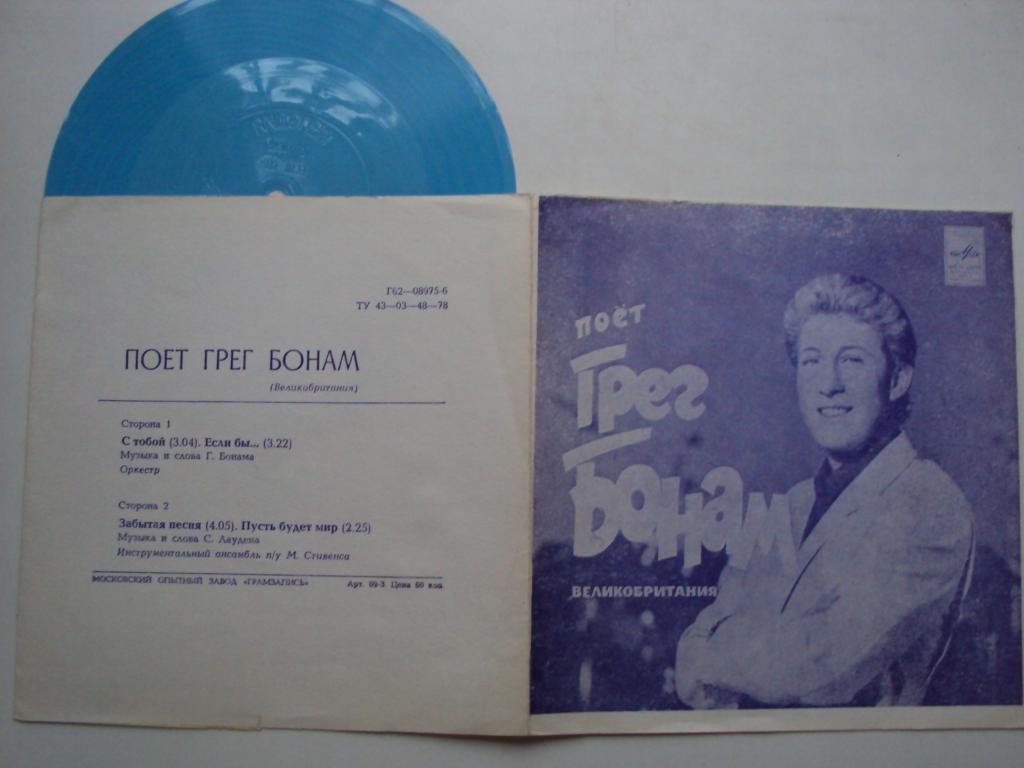 Г62—08975-6
ТУ 43—03—48—78
ПОЕТ ГРЕГ БОНАМ
(Великобритания)
Сторона 1
С тобой (3.04). Если бы... (3.22)
Музыка и слова Г. Бонама
Оркестр
Сторона 2
Забытая песня (4.05). Пусть будет мир (2.25)
Музыка и слова С. Лаудена
Инструментальный ансамбль п/у М. Стивенса
МОСКОВСКИЙ ОПЫТНЫЙ ЗАВОД «ГРАМЗАПИСЬ» Арт. 09-3. Цена 90 коп.
поёт
Грег
Бонам
ВЕЛИКОБРИТАНИЯ